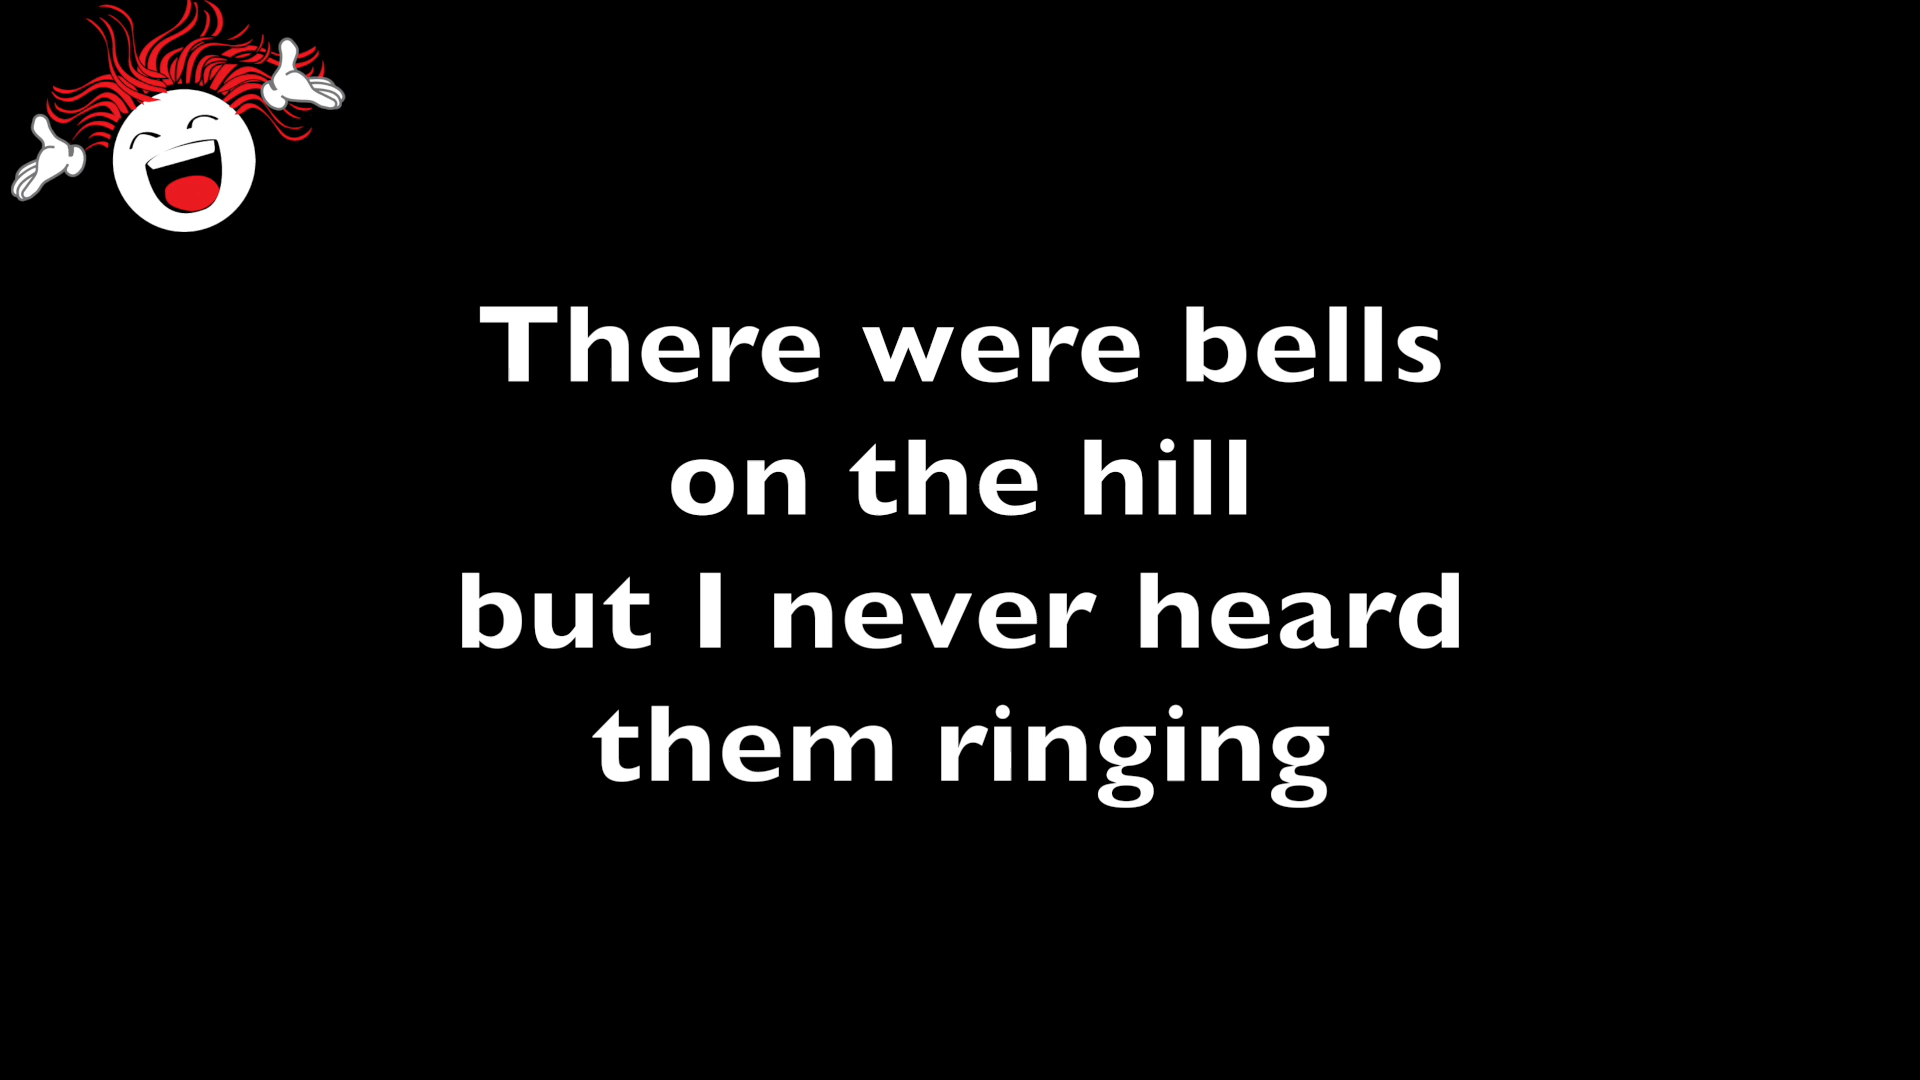 There were bells
on the hill
but I never heard
them ringing